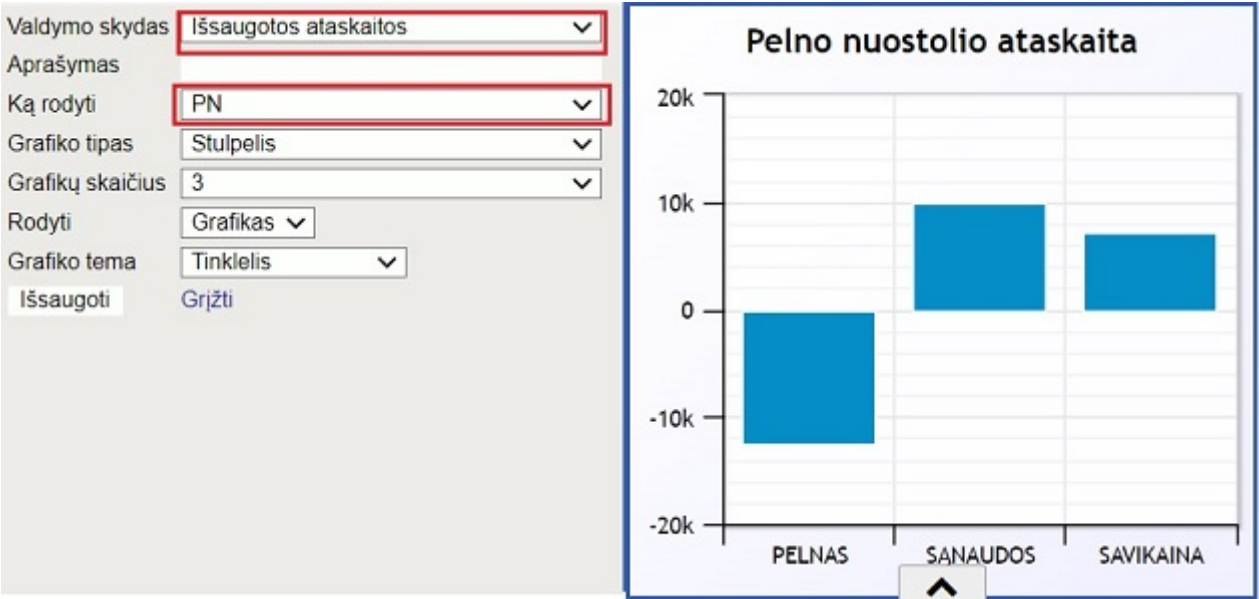 Valdymo skydas Išsaugotos ataskaitos
Aprašymas
Ką rodyti PN
Grafiko tipas Stulpelis
Grafikų skaičius 3
Rodyti Grafikas
Grafiko tema Tinklelis
Išsaugoti Grįžti
Pelno nuostolio ataskaita
20k
10k
0
-10k
-20k
PELNAS SĄNAUDOS SAVIKAINA